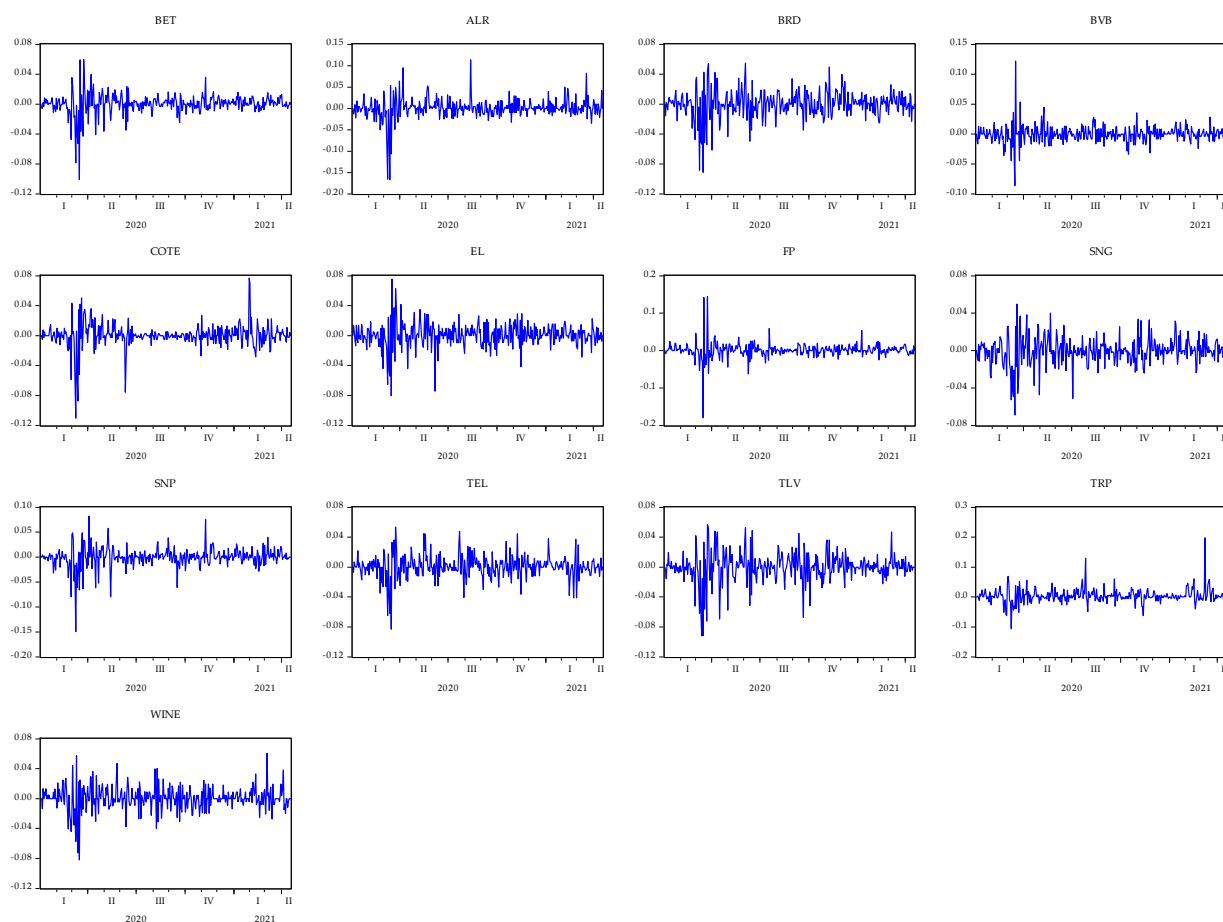 BET ALR BRD BVB
0.08 0.15 0.08 0.15
0.10
0.04 0.04 0.10
0.05
0.00 0.00 0.00 0.05
-0.05
-0.04 -0.04 0.00
-0.10
-0.08 -0.08 -0.05
-0.15
-0.12 -0.20 -0.12 -0.10
I II III IV I II I II III IV I II I II III IV I II I II III IV I
2020 2021 2020 2021 2020 2021 2020 2021
COTE EL FP SNG
0.08 0.08 0.2 0.08
0.04 0.04 0.1 0.04
0.00 0.00 0.0 0.00
-0.04 -0.04
-0.08 -0.08 -0.1 -0.04
-0.12 -0.12 -0.2 -0.08
I II III IV I II I II III IV I II I II III IV I II I II III IV I
2020 2021 2020 2021 2020 2021 2020 2021
SNP TEL TLV TRP
0.10 0.08 0.08 0.3
0.05 0.04 0.04 0.2
0.00 0.00 0.00 0.1
-0.05
-0.04 -0.04 0.0
-0.10
-0.08 -0.08 -0.1
-0.15
-0.20 -0.12 -0.12 -0.2
I II III IV I II I II III IV I II I II III IV I II I II III IV I
2020 2021 2020 2021 2020 2021 2020 2021
WINE
0.08
0.04
0.00
-0.04
-0.08
-0.12
I II III IV I II
2020 2021